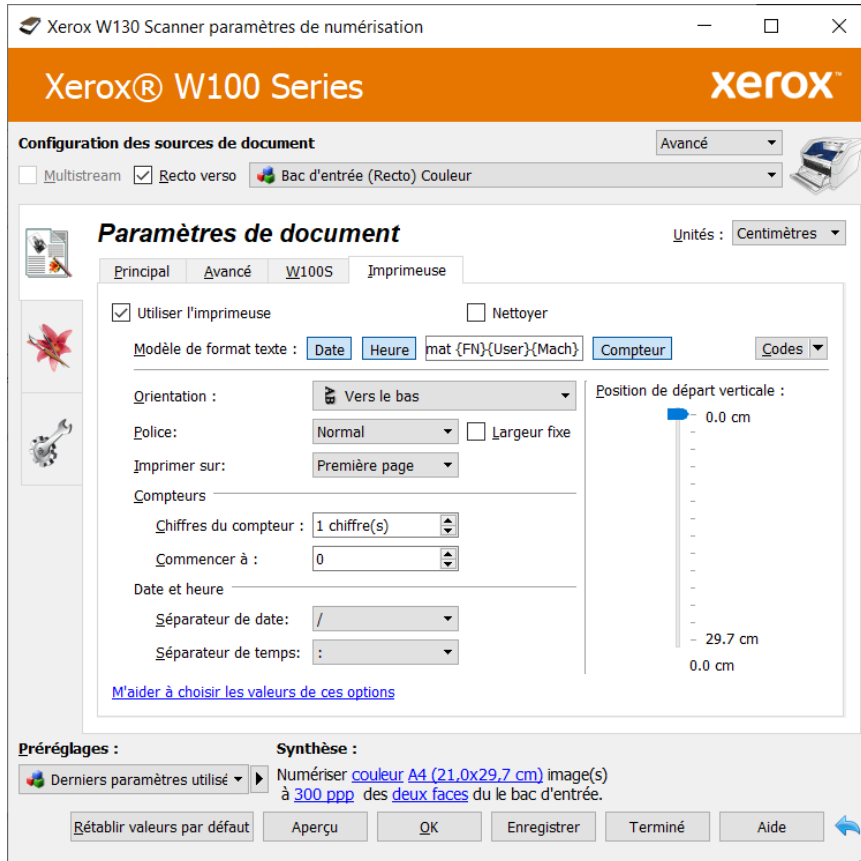 Xerox W130 Scanner paramètres de numérisation
Xerox® W100 Series
xerox™
Configuration des sources de document
Avancé
Multistream Recto verso Bac d'entrée (Recto) Couleur
Paramètres de document
Unités : Centimètres
Principal Avancé W100S Imprimeuse
Utiliser l'imprimeuse Nettoyer
Modèle de format texte : Date Heure mat {FN}{User}{Mach} Compteur Codes
Orientation : AB Vers le bas
Police: Normal Largeur fixe
Imprimer sur: Première page
Compteurs
Chiffres du compteur : 1 chiffre(s)
Commencer à : 0
Date et heure
Séparateur de date: /
Séparateur de temps: :
M'aider à choisir les valeurs de ces options
Position de départ verticale :
0.0 cm
29.7 cm
0.0 cm
Préréglages :
Derniers paramètres utilisé
Synthèse :
Numériser couleur A4 (21,0x29,7 cm) image(s)
à 300 ppp des deux faces du le bac d'entrée.
Rétablir valeurs par défaut Aperçu OK Enregistrer Terminé Aide